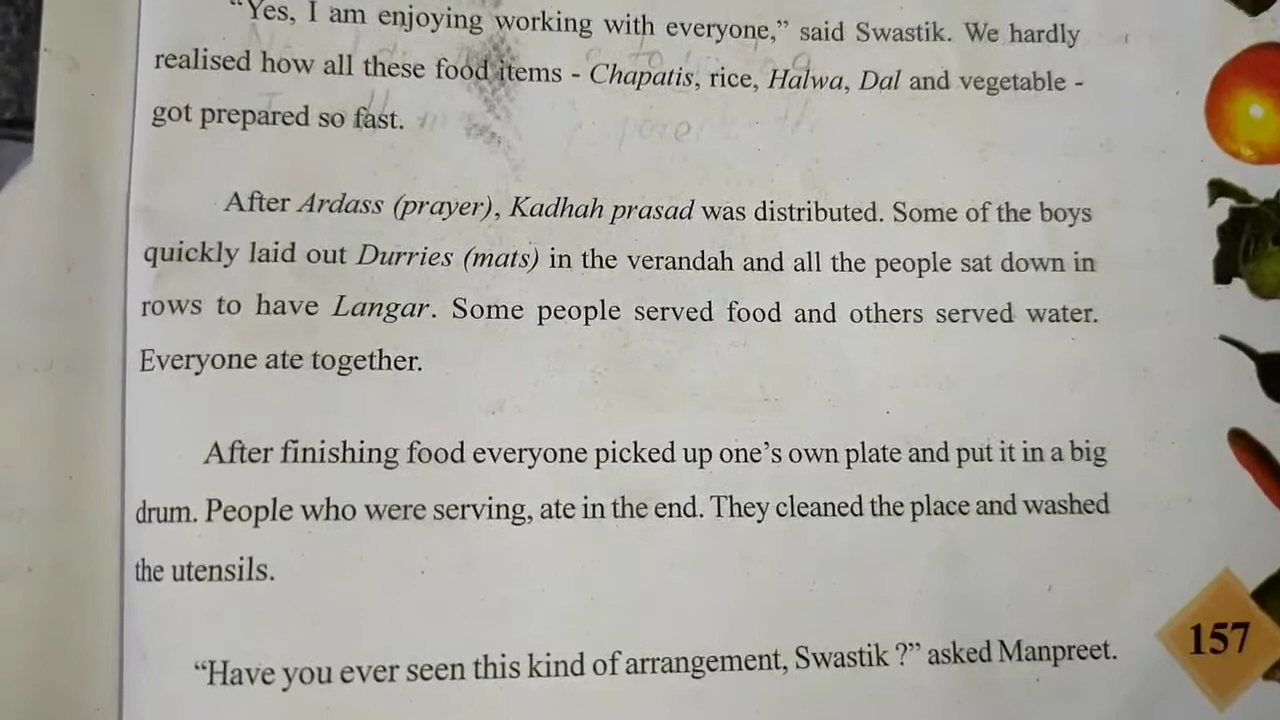 “Yes, I am enjoying working with everyone,” said Swastik. We hardly
realised how all these food items - Chapatis, rice, Halwa, Dal and vegetable -
got prepared so fast.
After Ardass (prayer), Kadhah prasad was distributed. Some of the boys
quickly laid out Durries (mats) in the verandah and all the people sat down in
rows to have Langar. Some people served food and others served water.
Everyone ate together.
After finishing food everyone picked up one’s own plate and put it in a big
drum. People who were serving, ate in the end. They cleaned the place and washed
the utensils.
“Have you ever seen this kind of arrangement, Swastik ?” asked Manpreet.
157